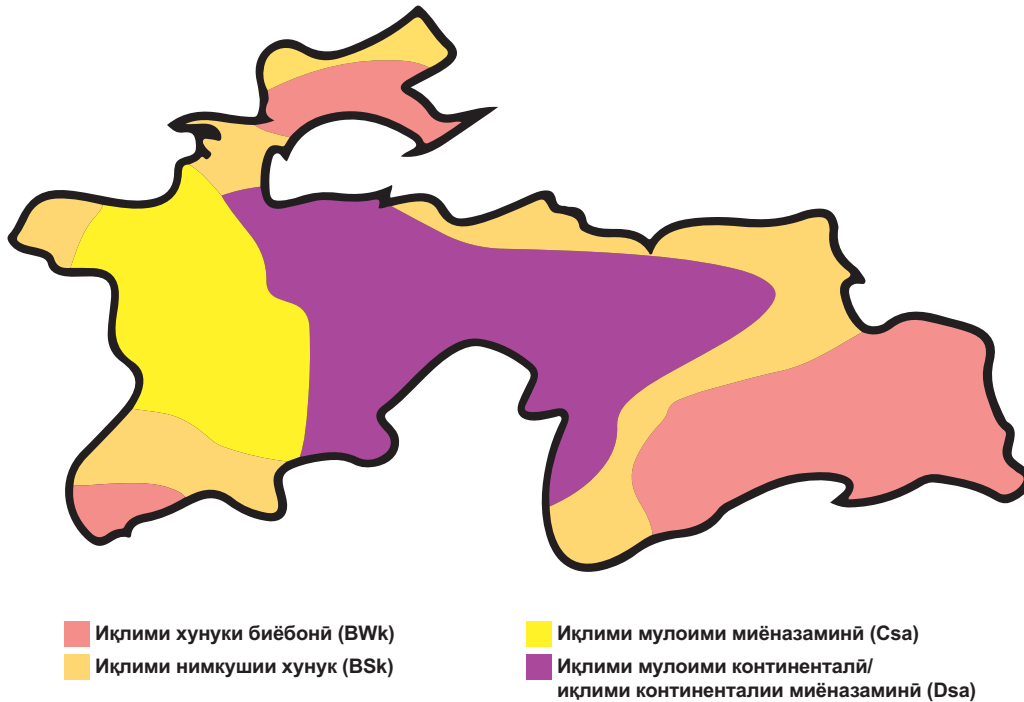 Иқлими хунуки биёбонӣ (BWk)
Иқлими нимкушии хунук (BSk)
Иқлими мулоими миёназаминӣ (Csa)
Иқлими мулоими континенталӣ/
иқлими континенталии миёназаминӣ (Dsa)